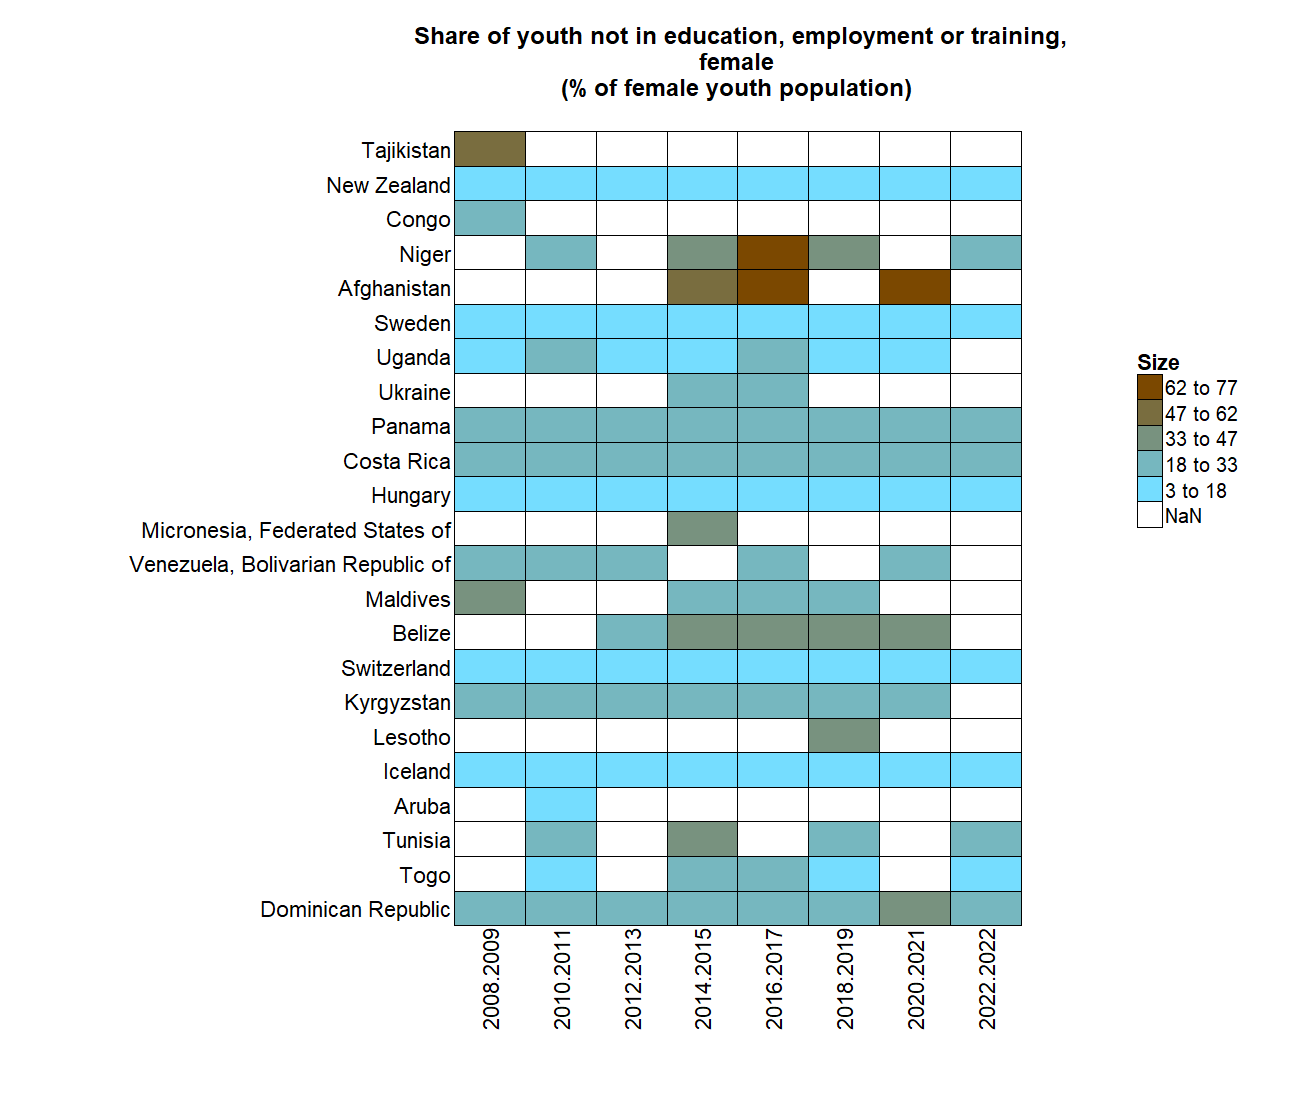 Share of youth not in education, employment or training,
female
(% of female youth population)
Tajikistan
New Zealand
Congo
Niger
Afghanistan
Sweden
Uganda
Ukraine
Panama
Costa Rica
Hungary
Micronesia, Federated States of
Venezuela, Bolivarian Republic of
Maldives
Belize
Switzerland
Kyrgyzstan
Lesotho
Iceland
Aruba
Tunisia
Togo
Dominican Republic
2008.2009
2010.2011
2012.2013
2014.2015
2016.2017
2018.2019
2020.2021
2022.2022
Size
62 to 77
47 to 62
33 to 47
18 to 33
3 to 18
NaN